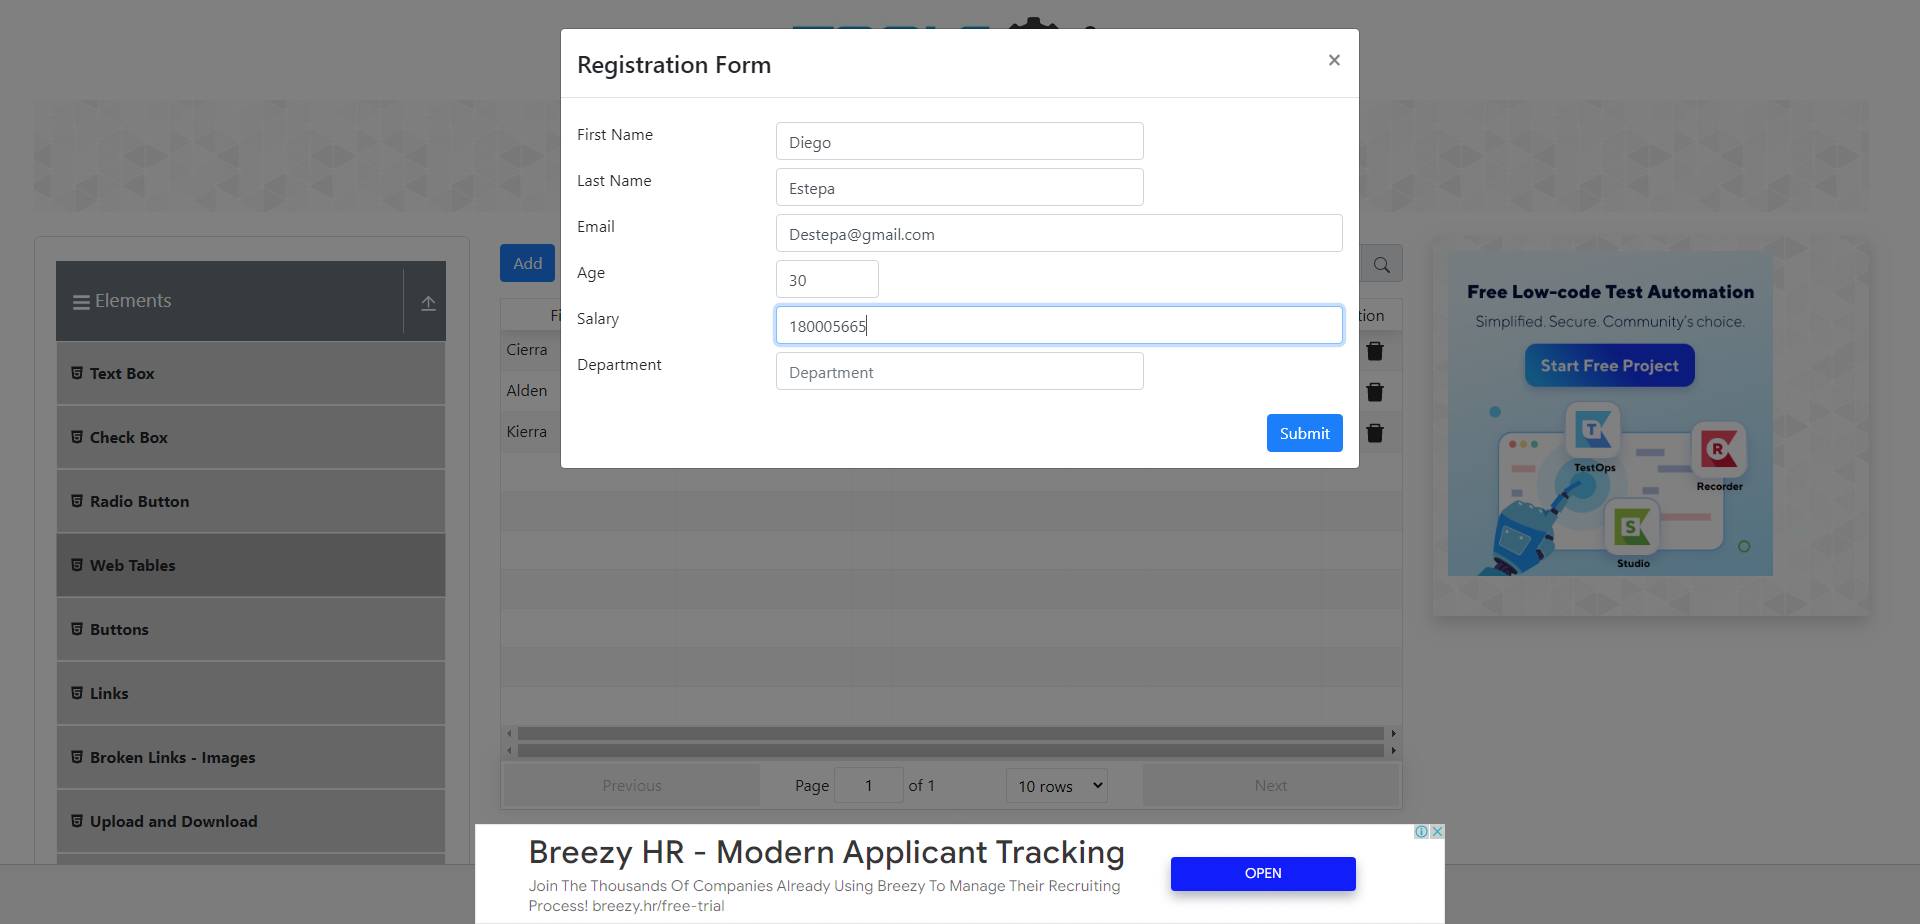 Registration Form
×
First Name
Diego
Last Name
Estepa
Email
Destepa@gmail.com
Age
30
Salary
180005665
Department
Department
Submit
Elements
Text Box
Check Box
Radio Button
Web Tables
Buttons
Links
Broken Links - Images
Upload and Download
Add
Fi
tion
Cierra
Alden
Kierra
Previous
Page 1 of 1
10 rows
Next
Free Low-code Test Automation
Simplified. Secure. Community's choice.
Start Free Project
T
TestOps
R
Recorder
S
Studio
Breezy HR - Modern Applicant Tracking
Join The Thousands Of Companies Already Using Breezy To Manage Their Recruiting
Process! breezy.hr/free-trial
OPEN